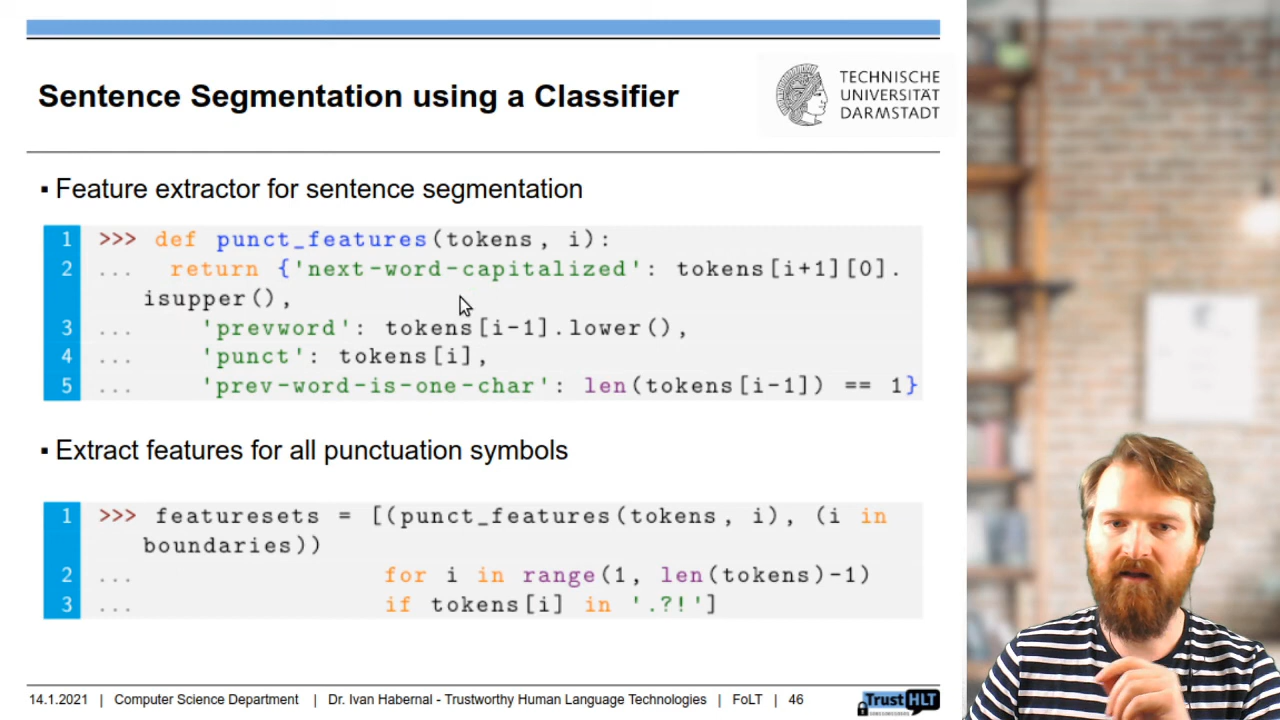 Sentence Segmentation using a Classifier
TECHNISCHE
UNIVERSITÄT
DARMSTADT
▪ Feature extractor for sentence segmentation
1 >>> def punct_features(tokens, i):
2 ... return {'next-word-capitalized': tokens[i+1][0].
isupper(),
3 ... 'prevword': tokens[i-1].lower(),
4 ... 'punct': tokens[i],
5 ... 'prev-word-is-one-char': len(tokens[i-1]) == 1}
▪ Extract features for all punctuation symbols
1 >>> featuresets = [(punct_features(tokens, i), (i in
boundaries))
2 ... for i in range(1, len(tokens)-1)
3 ... if tokens[i] in '.?!']
14.1.2021 | Computer Science Department | Dr. Ivan Habernal - Trustworthy Human Language Technologies | FoLT | 46
TrustHLT